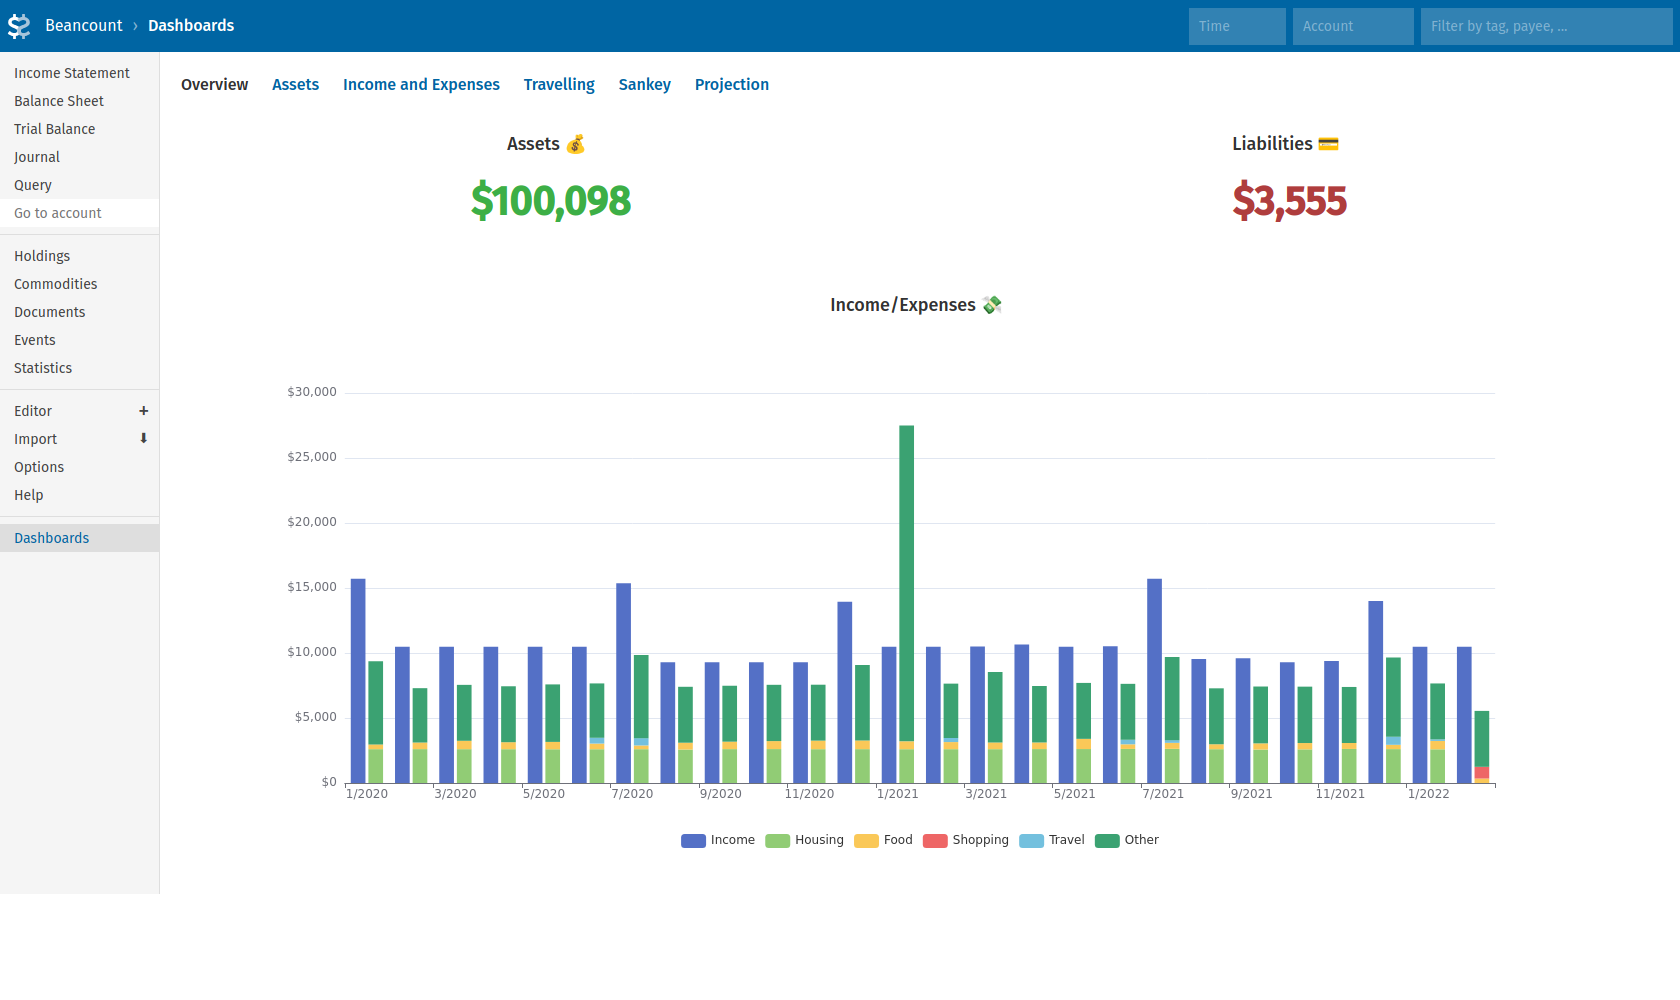 Beancount › Dashboards
Time
Account
Filter by tag, payee, ...
Income Statement
Balance Sheet
Trial Balance
Journal
Query
Go to account
Holdings
Commodities
Documents
Events
Statistics
Editor +
Import ⬇
Options
Help
Dashboards
Overview Assets Income and Expenses Travelling Sankey Projection
Assets 💰
$100,098
Liabilities 💳
$3,555
Income/Expenses 💸
$30,000
$25,000
$20,000
$15,000
$10,000
$5,000
$0
1/2020 3/2020 5/2020 7/2020 9/2020 11/2020 1/2021 3/2021 5/2021 7/2021 9/2021 11/2021 1/2022
Income Housing Food Shopping Travel Other